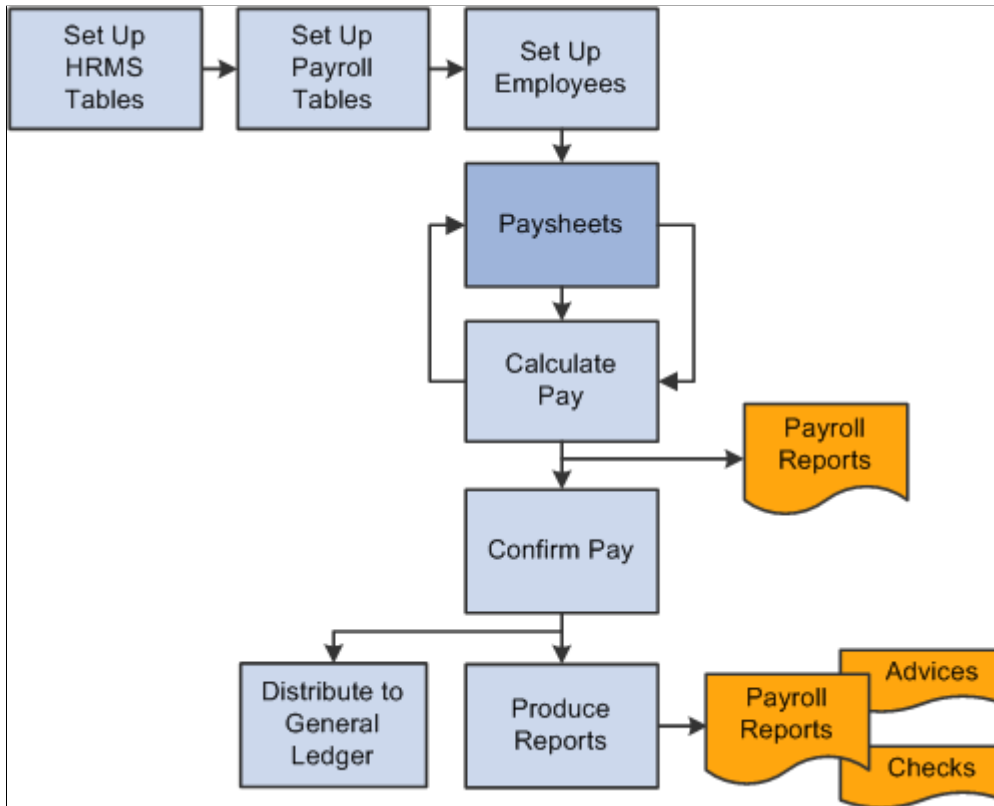 Set Up
HRMS
Tables
Set Up
Payroll
Tables
Set Up
Employees
Paysheets
Calculate
Pay
Payroll
Reports
Confirm Pay
Distribute to
General
Ledger
Produce
Reports
Payroll
Reports
Advices
Checks